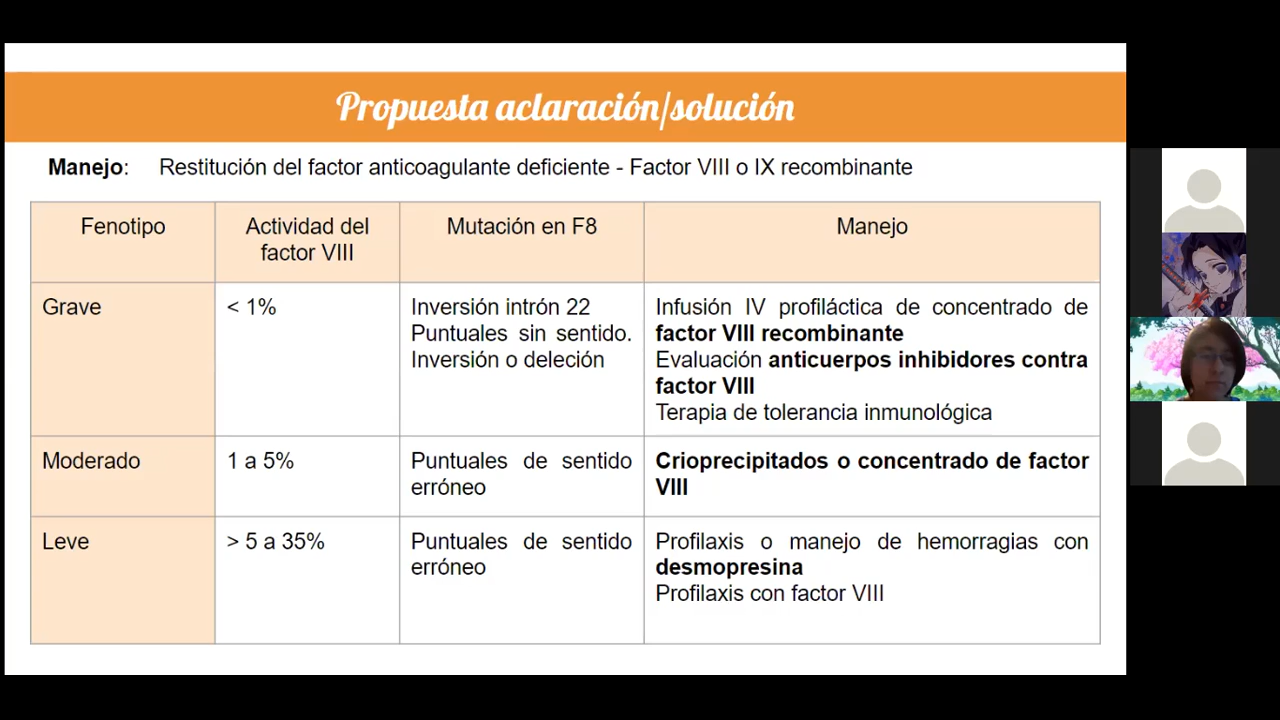 Propuesta aclaración/solución
Manejo: Restitución del factor anticoagulante deficiente - Factor VIII o IX recombinante
Fenotipo
Actividad del
factor VIII
Mutación en F8
Manejo
Grave
< 1%
Inversión intrón 22
Puntuales sin sentido.
Inversión o deleción
Infusión IV profiláctica de concentrado de
factor VIII recombinante
Evaluación anticuerpos inhibidores contra
factor VIII
Terapia de tolerancia inmunológica
Moderado
1 a 5%
Puntuales de sentido
erróneo
Crioprecipitados o concentrado de factor
VIII
Leve
> 5 a 35%
Puntuales de sentido
erróneo
Profilaxis o manejo de hemorragias con
desmopresina
Profilaxis con factor VIII